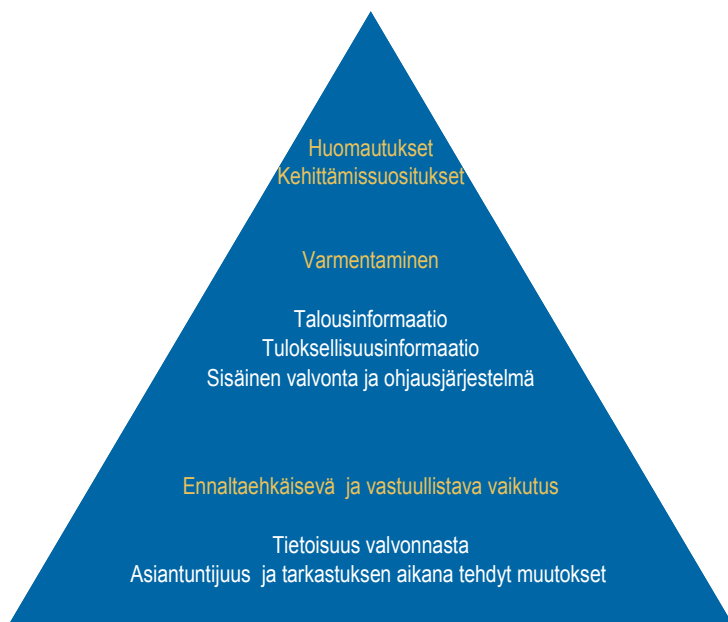 Huomautukset
Kehittämissuositukset
Varmentaminen
Talousinformaatio
Tuloksellisuusinformaatio
Sisäinen valvonta ja ohjausjärjestelmä
Ennaltaehkäisevä ja vastuullistava vaikutus
Tietoisuus valvonnasta
Asiantuntijuus ja tarkastuksen aikana tehdyt muutokset